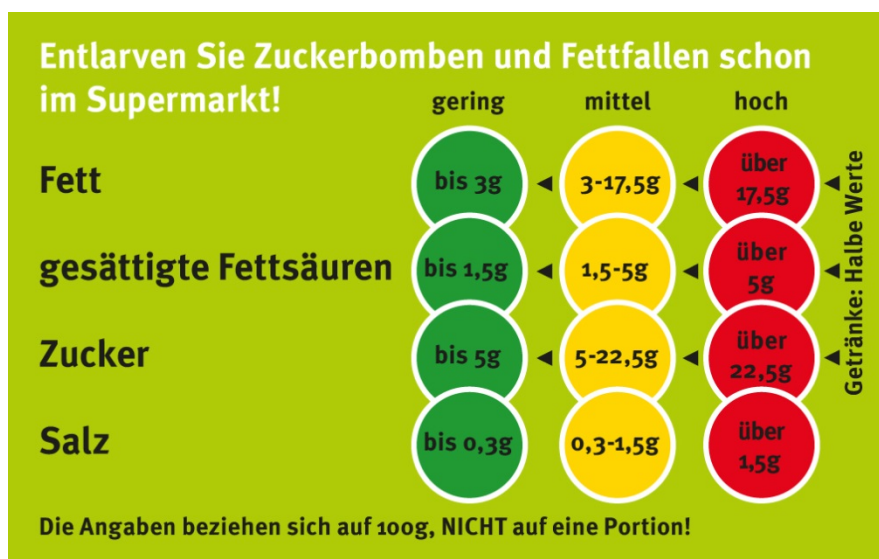 Entlarven Sie Zuckerbomben und Fettfallen schon
im Supermarkt!
gering mittel hoch
Fett bis 3g 3-17,5g über 17,5g
gesättigte Fettsäuren bis 1,5g 1,5-5g über 5g
Zucker bis 5g 5-22,5g über 22,5g
Salz bis 0,3g 0,3-1,5g über 1,5g
Getränke: Halbe Werte
Die Angaben beziehen sich auf 100g, NICHT auf eine Portion!